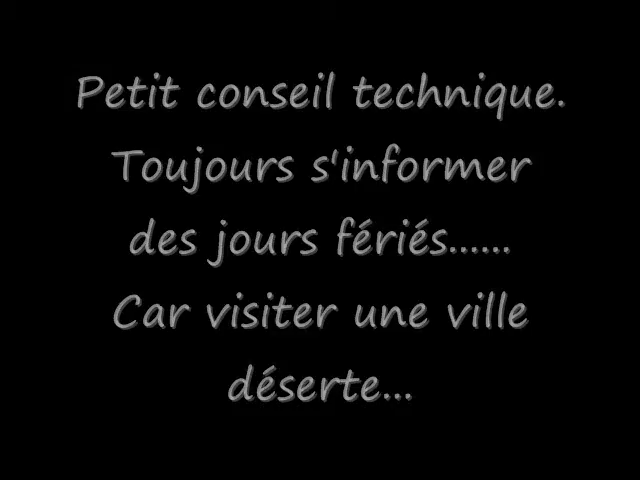 Petit conseil technique.
Toujours s'informer
des jours fériés......
Car visiter une ville
déserte...